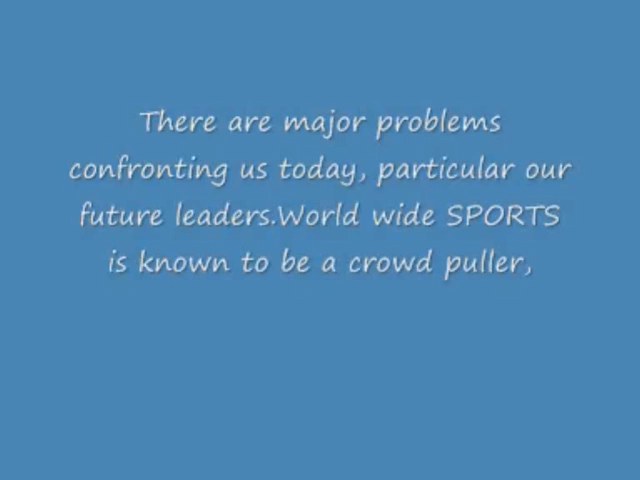 There are major problems
confronting us today, particular our
future leaders.World wide SPORTS
is known to be a crowd puller,